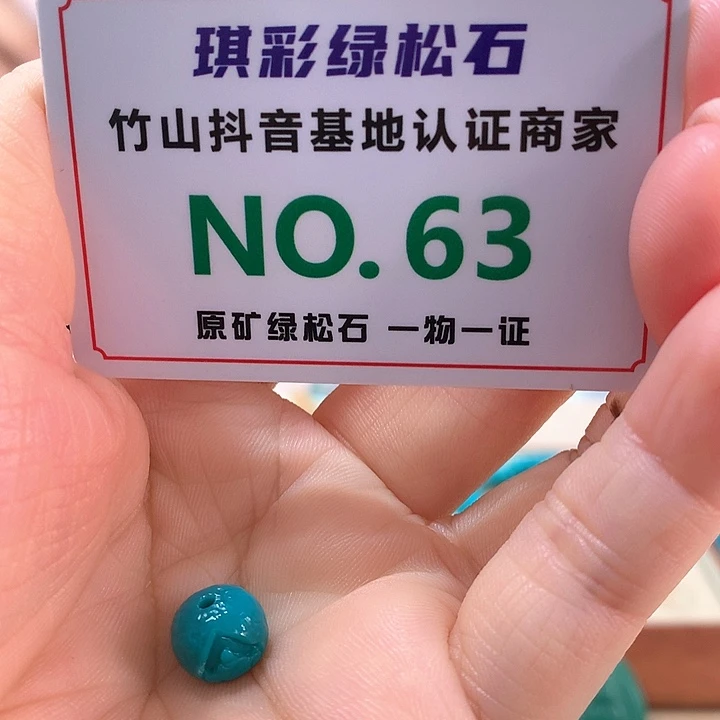 琪彩绿松石
竹山抖音基地认证商家
NO. 63
原矿绿松石 一物一证